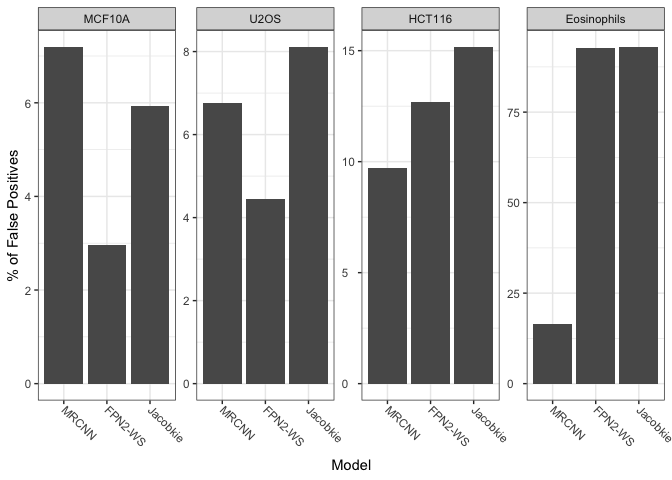 MCF10A
U2OS
HCT116
Eosinophils
% of False Positives
6
4
2
0
8
6
4
2
0
15
10
5
0
75
50
25
0
MRCNN
FPN2-WS
Jacobkie
MRCNN
FPN2-WS
Jacobkie
MRCNN
FPN2-WS
Jacobkie
MRCNN
FPN2-WS
Jacobkie
Model